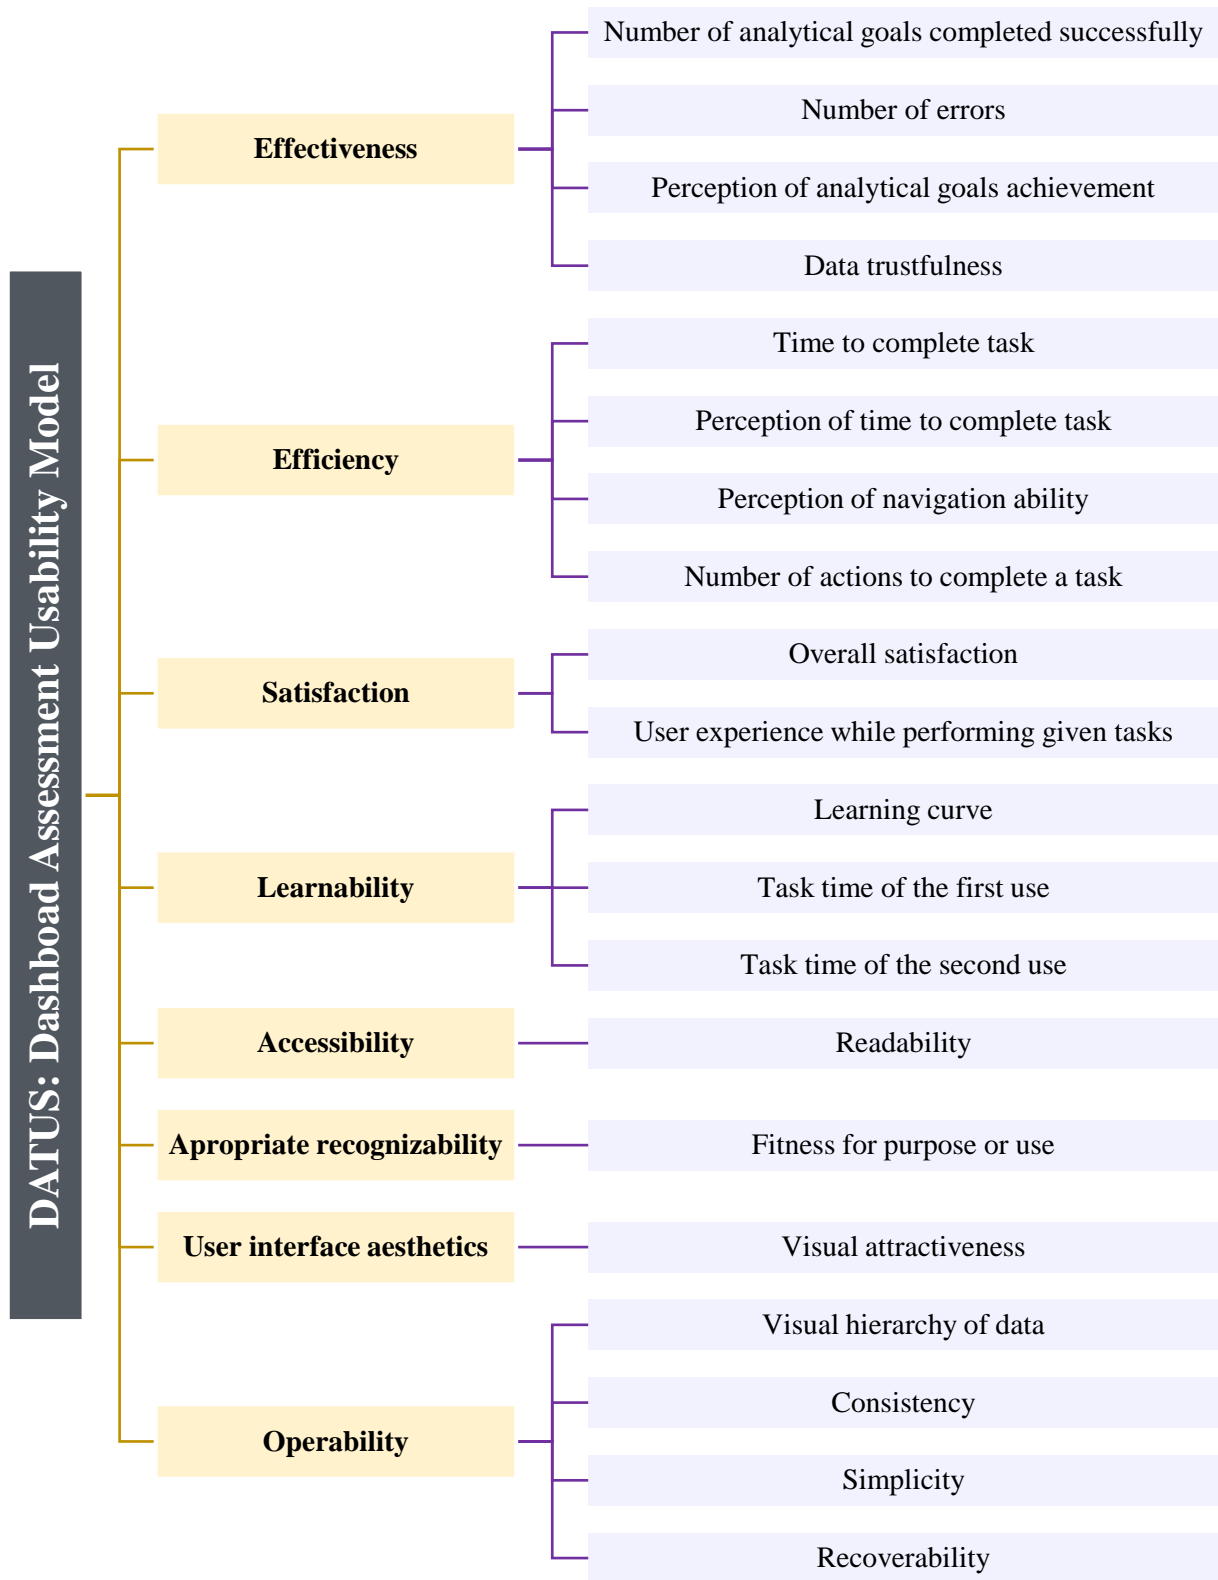 DATUS: Dashboad Assessment Usability Model
Effectiveness
Number of analytical goals completed successfully
Number of errors
Perception of analytical goals achievement
Data trustfulness
Efficiency
Time to complete task
Perception of time to complete task
Perception of navigation ability
Number of actions to complete a task
Satisfaction
Overall satisfaction
User experience while performing given tasks
Learnability
Learning curve
Task time of the first use
Task time of the second use
Accessibility
Readability
Apropriate recognizability
Fitness for purpose or use
User interface aesthetics
Visual attractiveness
Operability
Visual hierarchy of data
Consistency
Simplicity
Recoverability